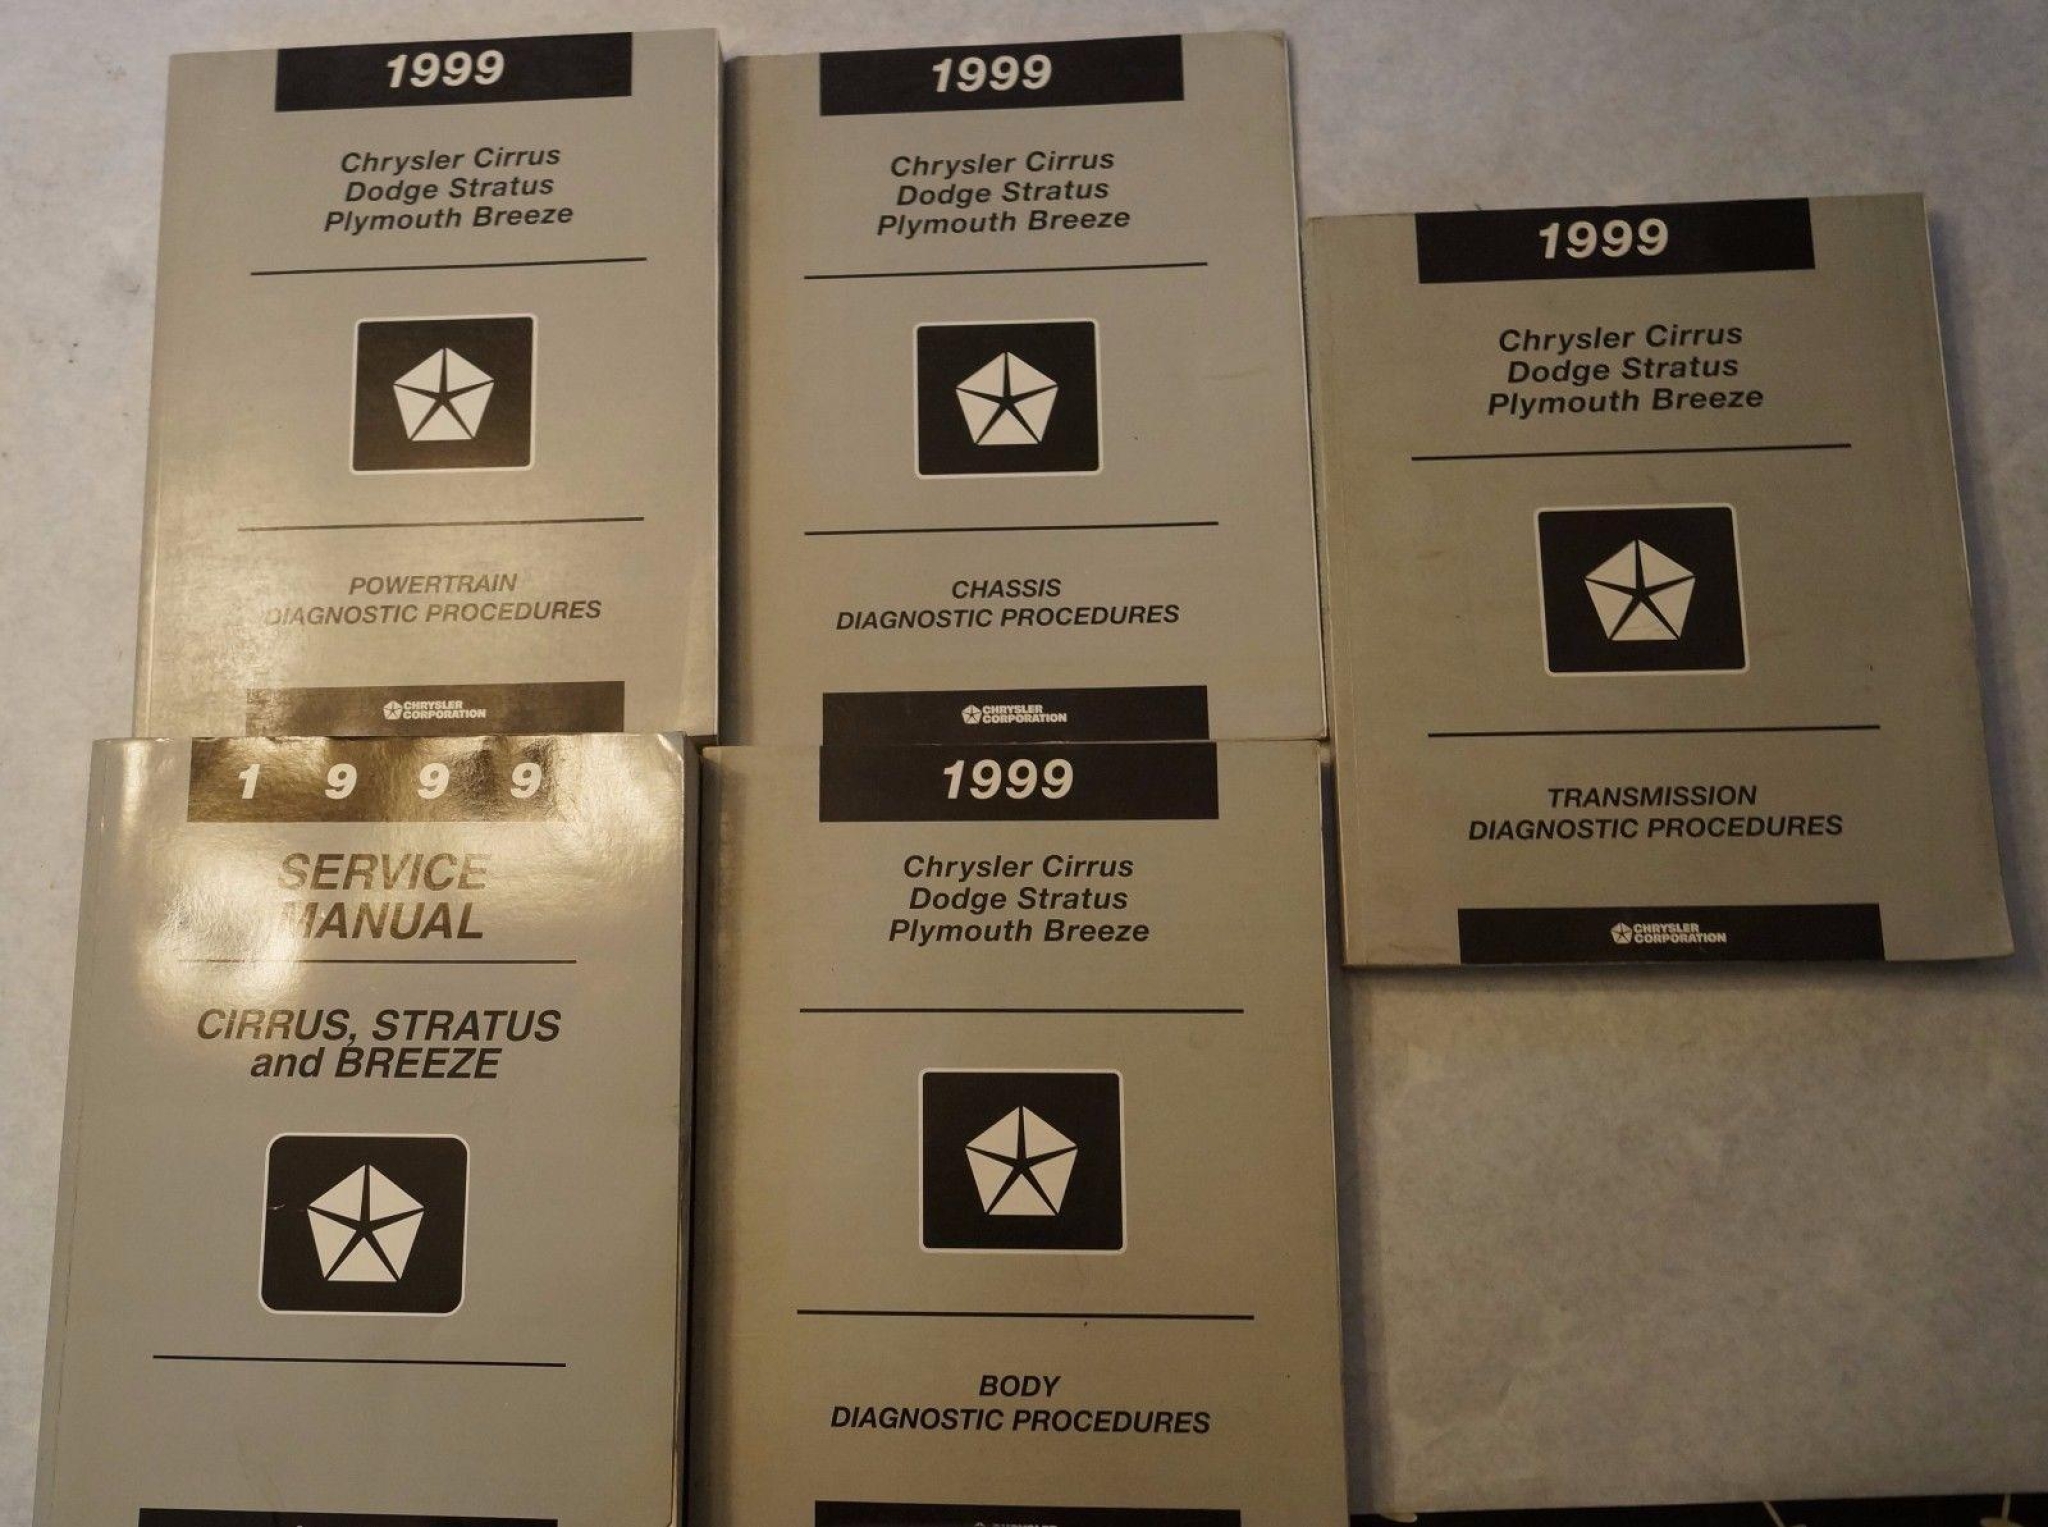 1999
Chrysler Cirrus
Dodge Stratus
Plymouth Breeze
POWERTRAIN
DIAGNOSTIC PROCEDURES
CHRYSLER
CORPORATION
1999
Chrysler Cirrus
Dodge Stratus
Plymouth Breeze
CHASSIS
DIAGNOSTIC PROCEDURES
CHRYSLER
CORPORATION
1999
Chrysler Cirrus
Dodge Stratus
Plymouth Breeze
TRANSMISSION
DIAGNOSTIC PROCEDURES
CHRYSLER
CORPORATION
1 9 9 9
SERVICE
MANUAL
CIRRUS, STRATUS
and BREEZE
1999
Chrysler Cirrus
Dodge Stratus
Plymouth Breeze
BODY
DIAGNOSTIC PROCEDURES
CHRYSLER